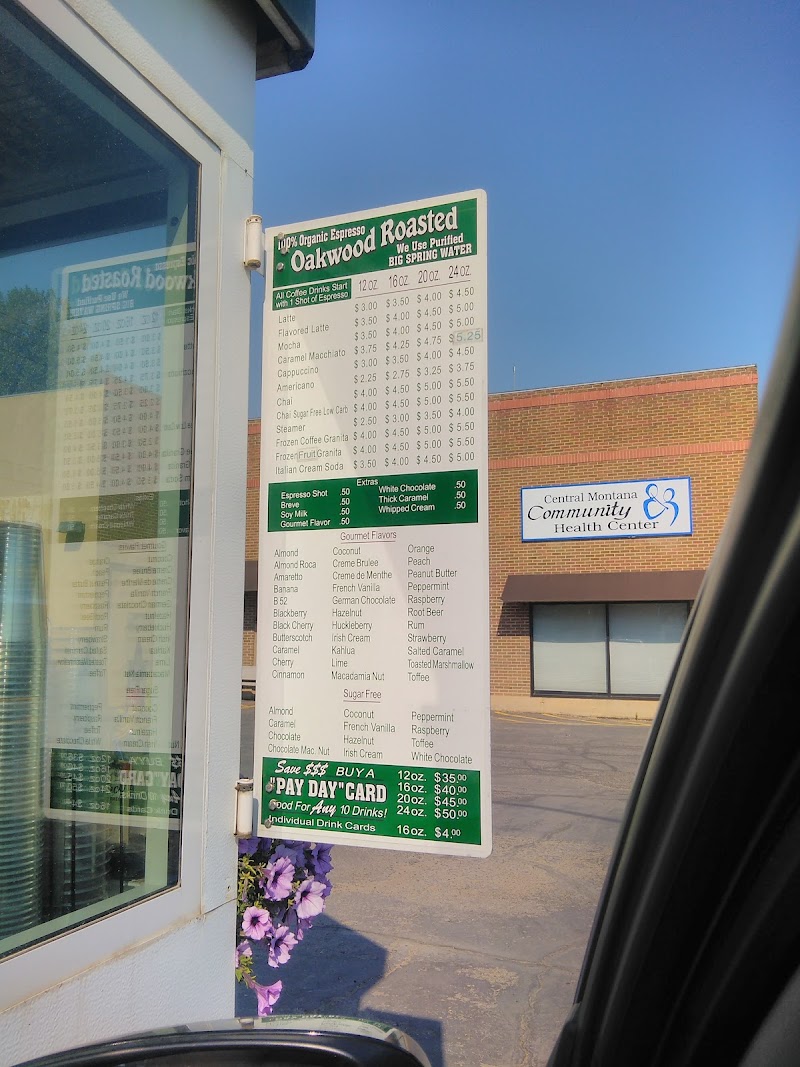 100% Organic Espresso
Oakwood Roasted
We Use Purified
BIG SPRING WATER
All Coffee Drinks Start
with 1 Shot of Espresso
12 oz. 16 oz. 20 oz. 24 oz.
Latte $3.00 $3.50 $4.00 $4.50
Flavored Latte $3.50 $4.00 $4.50 $5.00
Mocha $3.50 $4.00 $4.50 $5.00
Caramel Macchiato $3.75 $4.25 $4.75 $5.25
Cappuccino $3.00 $3.50 $4.00 $4.50
Americano $2.25 $2.75 $3.25 $3.75
Chai $4.00 $4.50 $5.00 $5.50
Chai Sugar Free Low Carb $4.00 $4.50 $5.00 $5.50
Steamer $2.50 $3.00 $3.50 $4.00
Frozen Coffee Granita $4.00 $4.50 $5.00 $5.50
Frozen Fruit Granita $4.00 $4.50 $5.00 $5.50
Italian Cream Soda $3.50 $4.00 $4.50 $5.00
Extras
Espresso Shot .50 White Chocolate .50
Breve .50 Thick Caramel .50
Soy Milk .50 Whipped Cream .50
Gourmet Flavor .50
Gourmet Flavors
Almond Coconut Orange
Almond Roca Creme Brulee Peach
Amaretto Creme de Menthe Peanut Butter
Banana French Vanilla Peppermint
B 52 German Chocolate Raspberry
Blackberry Hazelnut Root Beer
Black Cherry Huckleberry Rum
Butterscotch Irish Cream Strawberry
Caramel Kahlua Salted Caramel
Cherry Lime Toasted Marshmallow
Cinnamon Macadamia Nut Toffee
Sugar Free
Almond Coconut Peppermint
Caramel French Vanilla Raspberry
Chocolate Hazelnut Toffee
Chocolate Mac. Nut Irish Cream White Chocolate
Save $$$ BUY A 12oz. $35.00
"PAY DAY" CARD 16oz. $40.00
Good For Any 10 Drinks! 20oz. $45.00
24oz. $50.00
Individual Drink Cards 16oz. $4.00
Central Montana
Community
Health Center